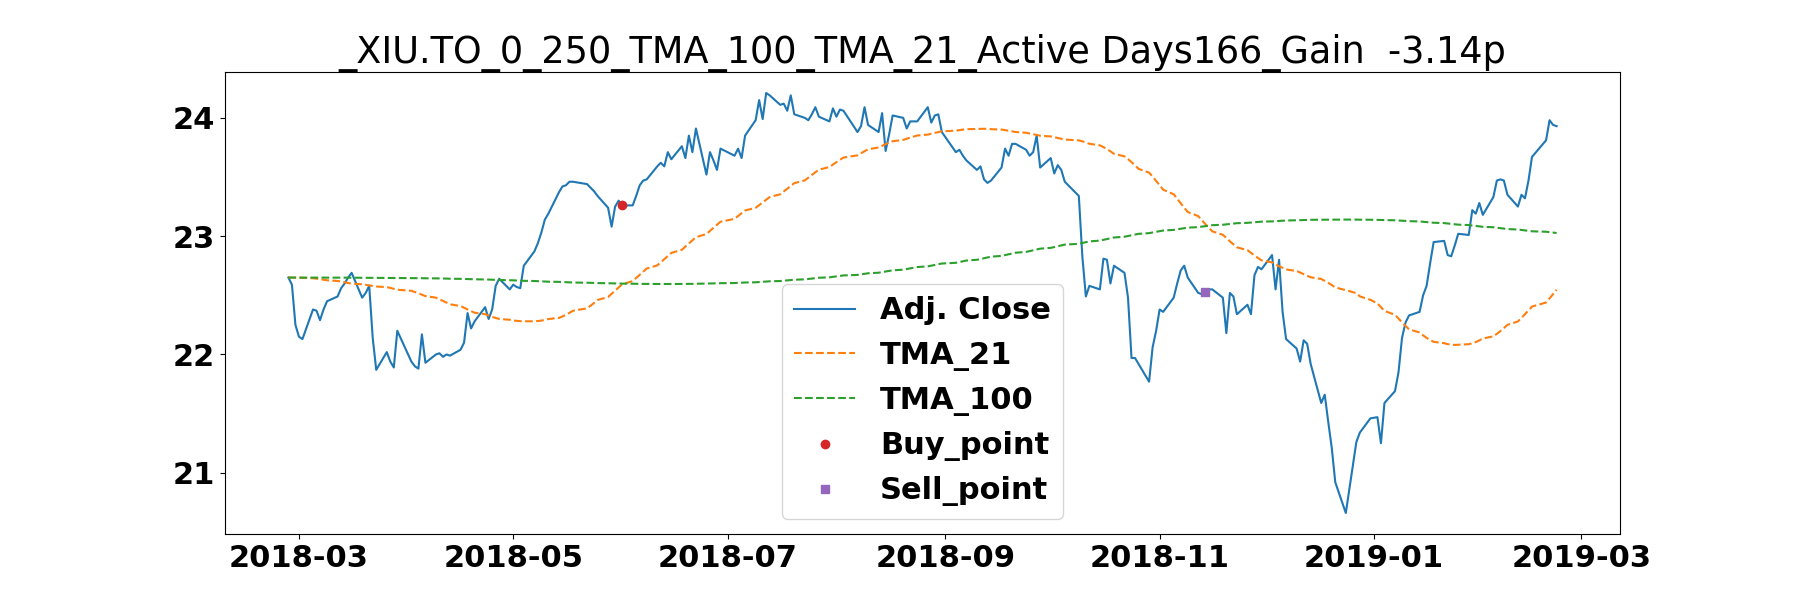 _XIU.TO_0_250_TMA_100_TMA_21_Active Days166_Gain  -3.14p
24
23
22
21
Adj. Close
TMA_21
TMA_100
Buy_point
Sell_point
2018-03 2018-05 2018-07 2018-09 2018-11 2019-01 2019-03